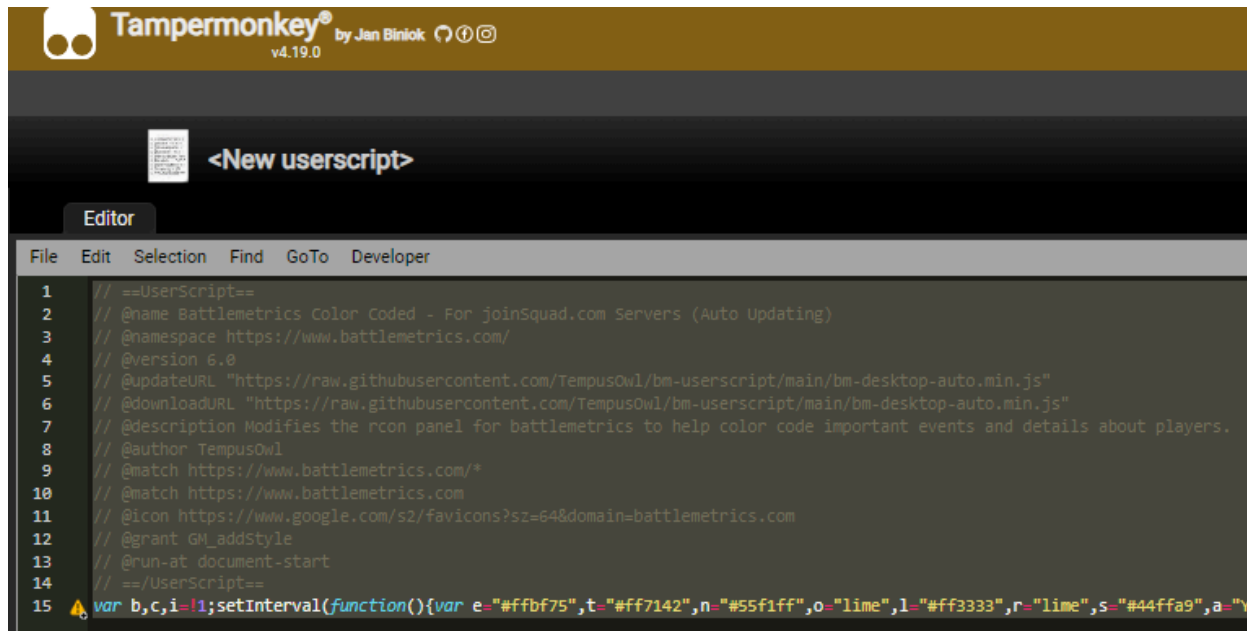 Tampermonkey® by Jan Biniok
v4.19.0
<New userscript>
Editor
File Edit Selection Find GoTo Developer
1 // ==UserScript==
2 // @name Battlemetrics Color Coded - For joinSquad.com Servers (Auto Updating)
3 // @namespace https://www.battlemetrics.com/
4 // @version 6.0
5 // @updateURL "https://raw.githubusercontent.com/TempusOwl/bm-userscript/main/bm-desktop-auto.min.js"
6 // @downloadURL "https://raw.githubusercontent.com/TempusOwl/bm-userscript/main/bm-desktop-auto.min.js"
7 // @description Modifies the rcon panel for battlemetrics to help color code important events and details about players.
8 // @author TempusOwl
9 // @match https://www.battlemetrics.com/*
10 // @match https://www.battlemetrics.com
11 // @icon https://www.google.com/s2/favicons?sz=64&domain=battlemetrics.com
12 // @grant GM_addStyle
13 // @run-at document-start
14 // ==/UserScript==
15 var b,c,i=!1;setInterval(function(){var e="#ffbf75",t="#ff7142",n="#55f1ff",o="lime",l="#ff3333",r="lime",s="#44ffa9",a="Y